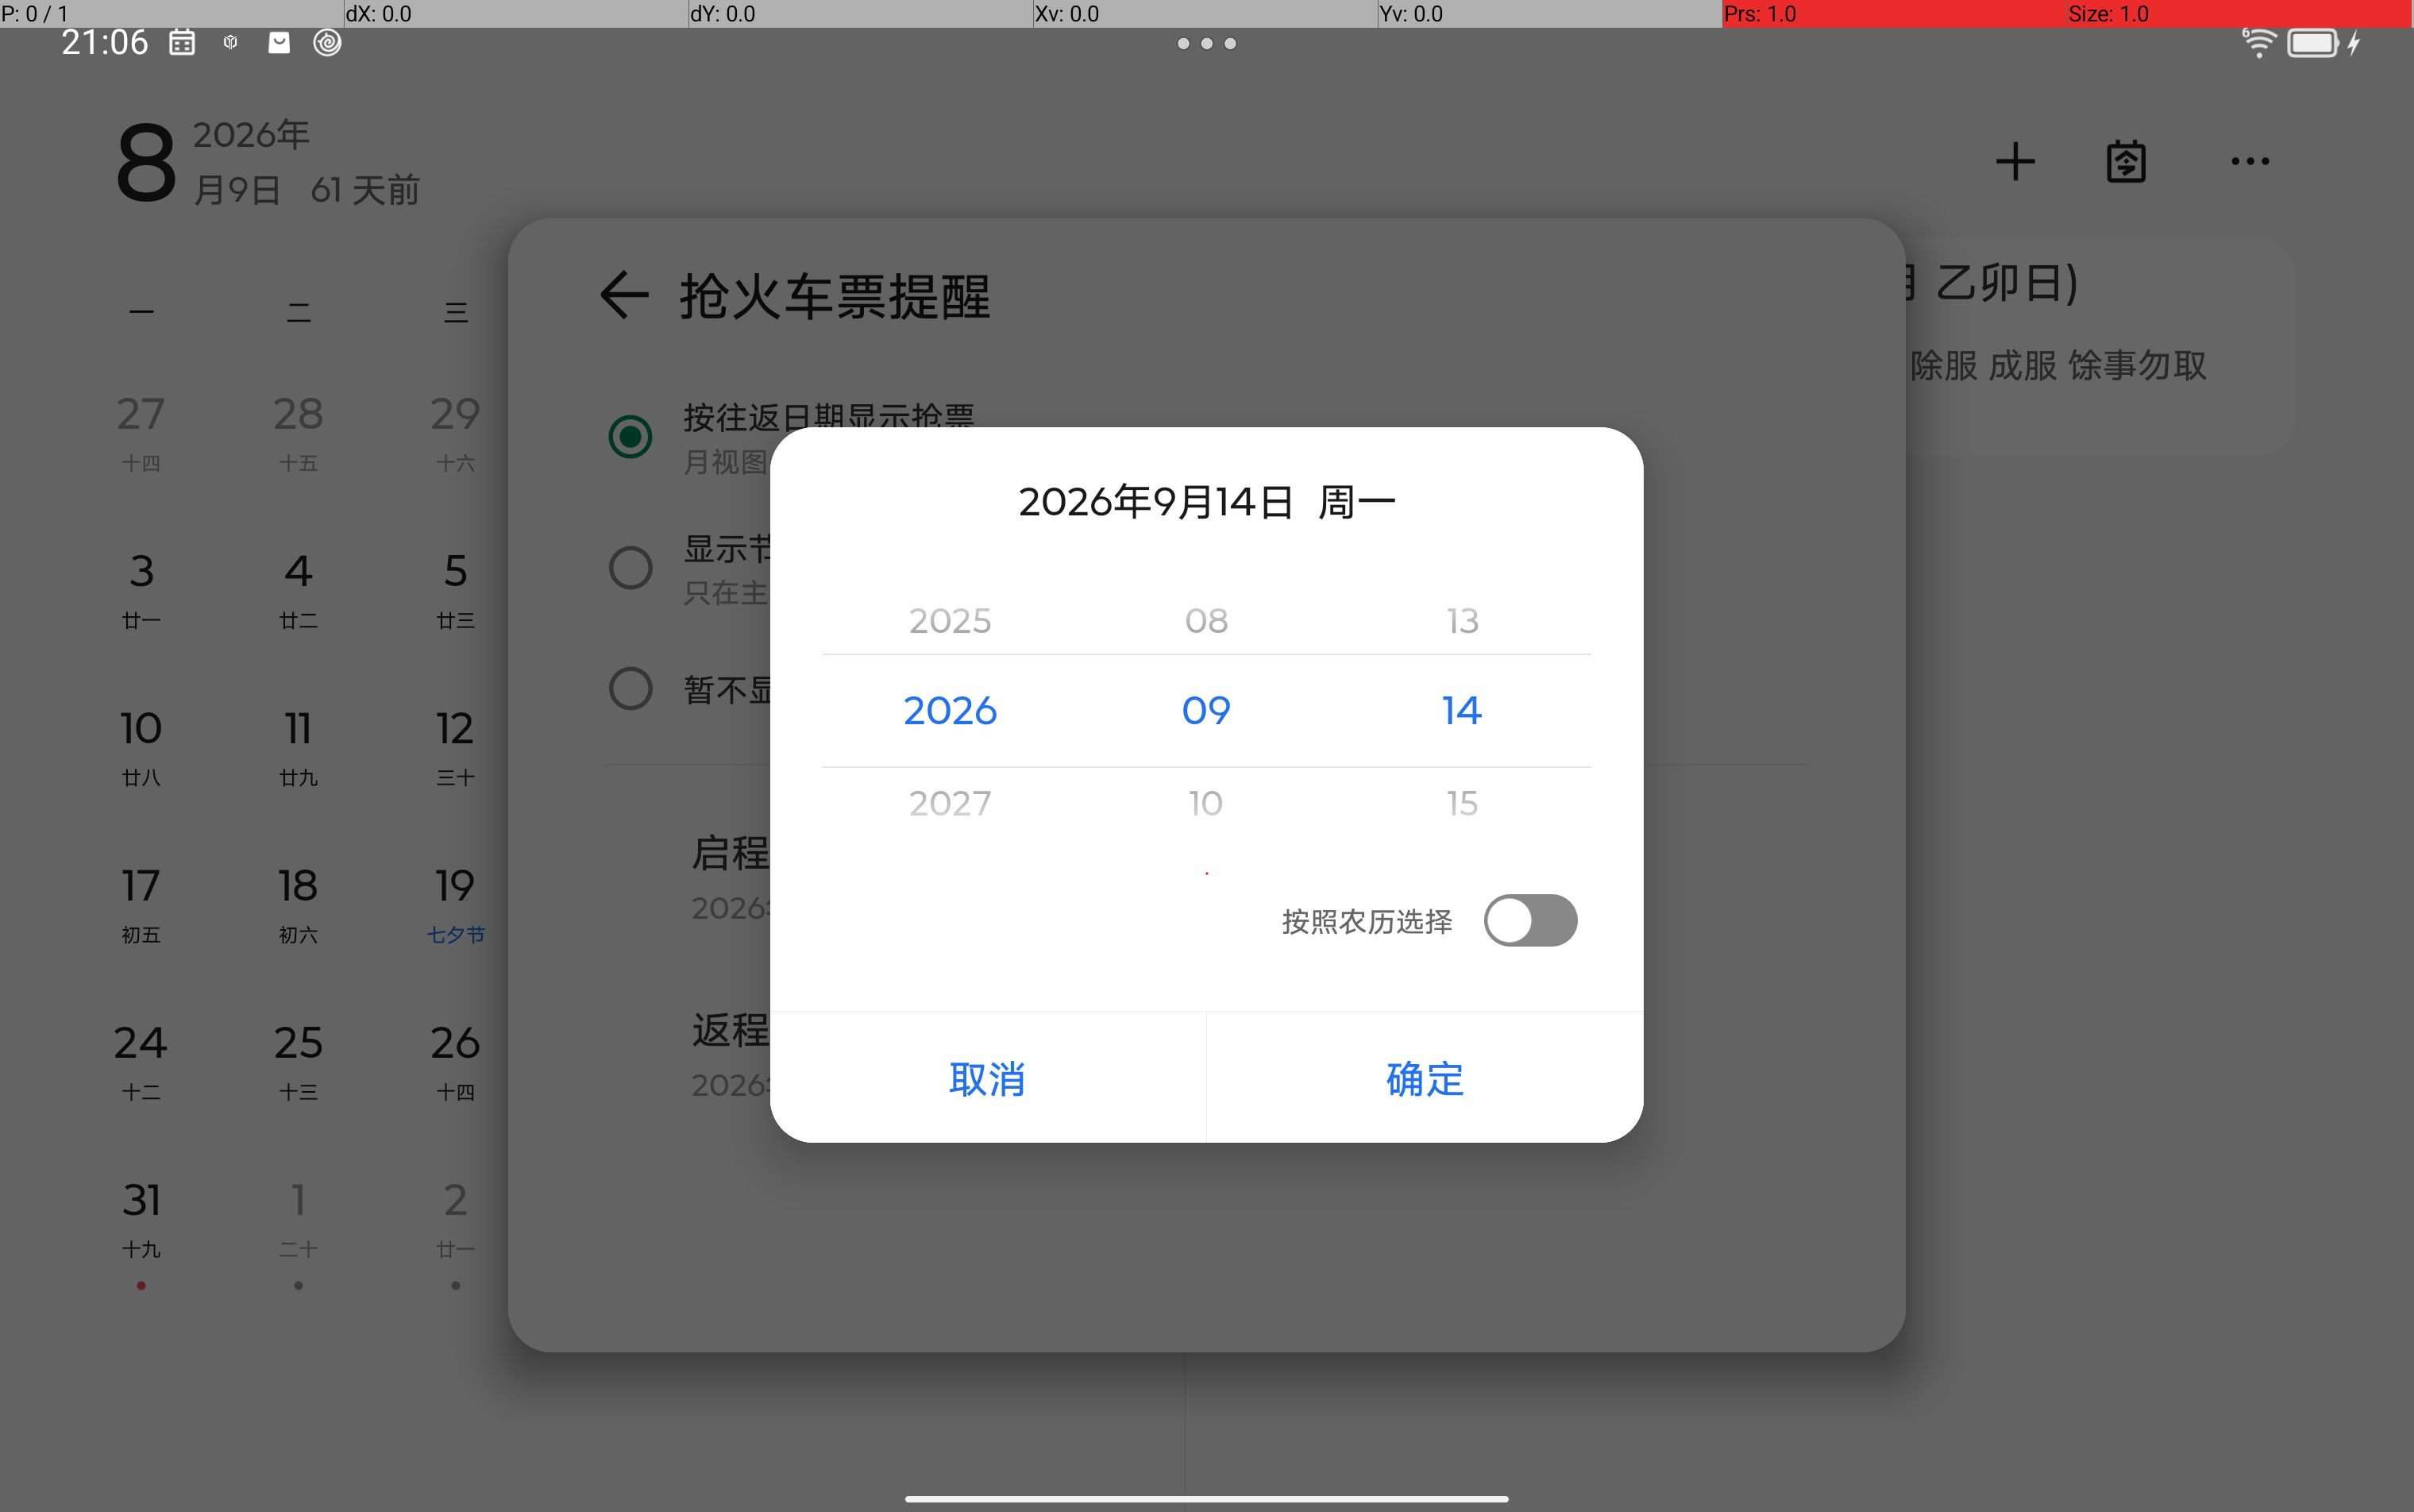 P: 0 / 1 dX: 0.0 dY: 0.0 Xv: 0.0 Yv: 0.0 Prs: 1.0 Size: 1.0
21:06
6
8 2026年
月9日 61 天前
一 二 三
27 28 29
十四 十五 十六
3 4 5
廿一 廿二 廿三
10 11 12
廿八 廿九 三十
17 18 19
初五 初六 七夕节
24 25 26
十二 十三 十四
31 1 2
十九 二十 廿一
乙卯日)
除服 成服 馀事勿取
抢火车票提醒
按往返日期显示抢票
月视图
显示节
只在主
暂不显
启程
2026
返程
2026
2026年9月14日 周一
2025 08 13
2026 09 14
2027 10 15
按照农历选择
取消 确定